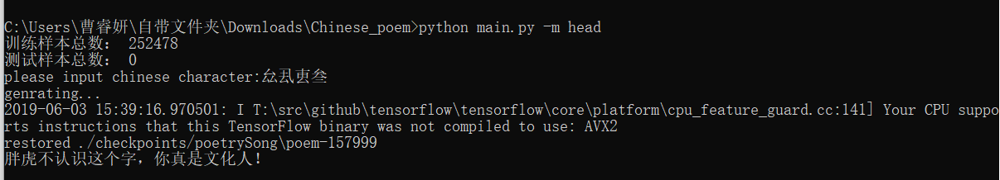 C:\Users\曹睿妍\自带文件夹\Downloads\Chinese_poem>python main.py -m head
训练样本总数： 252478
测试样本总数： 0
please input chinese character:
genrating...
2019-06-03 15:39:16.970501: I T:\src\github\tensorflow\tensorflow\core\platform\cpu_feature_guard.cc:141] Your CPU suppo
rts instructions that this TensorFlow binary was not compiled to use: AVX2
restored ./checkpoints/poetrySong\poem-157999
胖虎不认识这个字，你真是文化人！